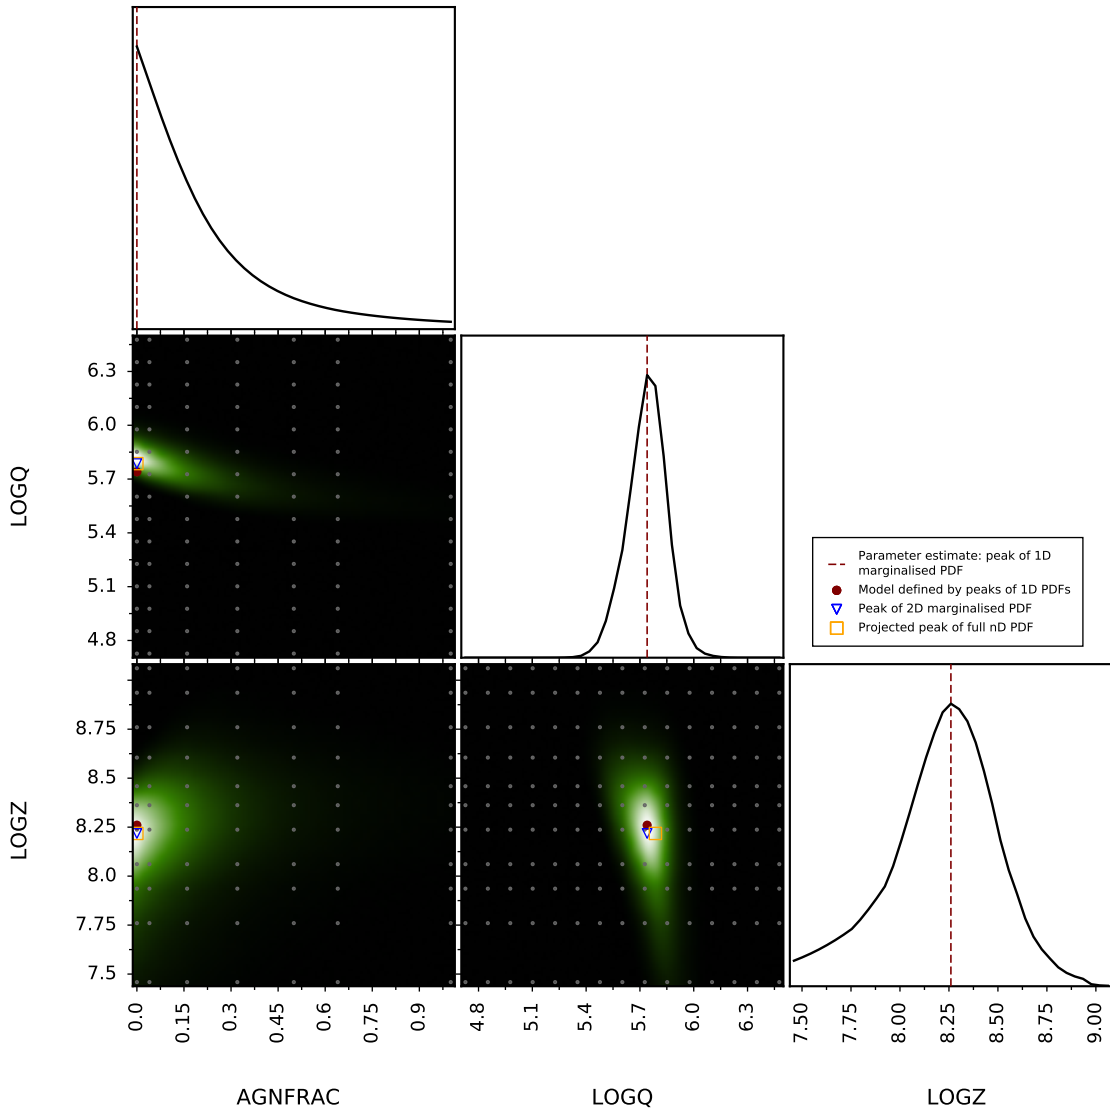 6.3
6.0
5.7
5.4
5.1
4.8
LOGQ
Parameter estimate: peak of 1D
marginalised PDF
Model defined by peaks of 1D PDFs
Peak of 2D marginalised PDF
Projected peak of full nD PDF
8.75
8.5
8.25
8.0
7.75
7.5
LOGZ
0.0 0.15 0.3 0.45 0.6 0.75 0.9
4.8 5.1 5.4 5.7 6.0 6.3
7.50 7.75 8.00 8.25 8.50 8.75 9.00
AGNFRAC LOGQ LOGZ